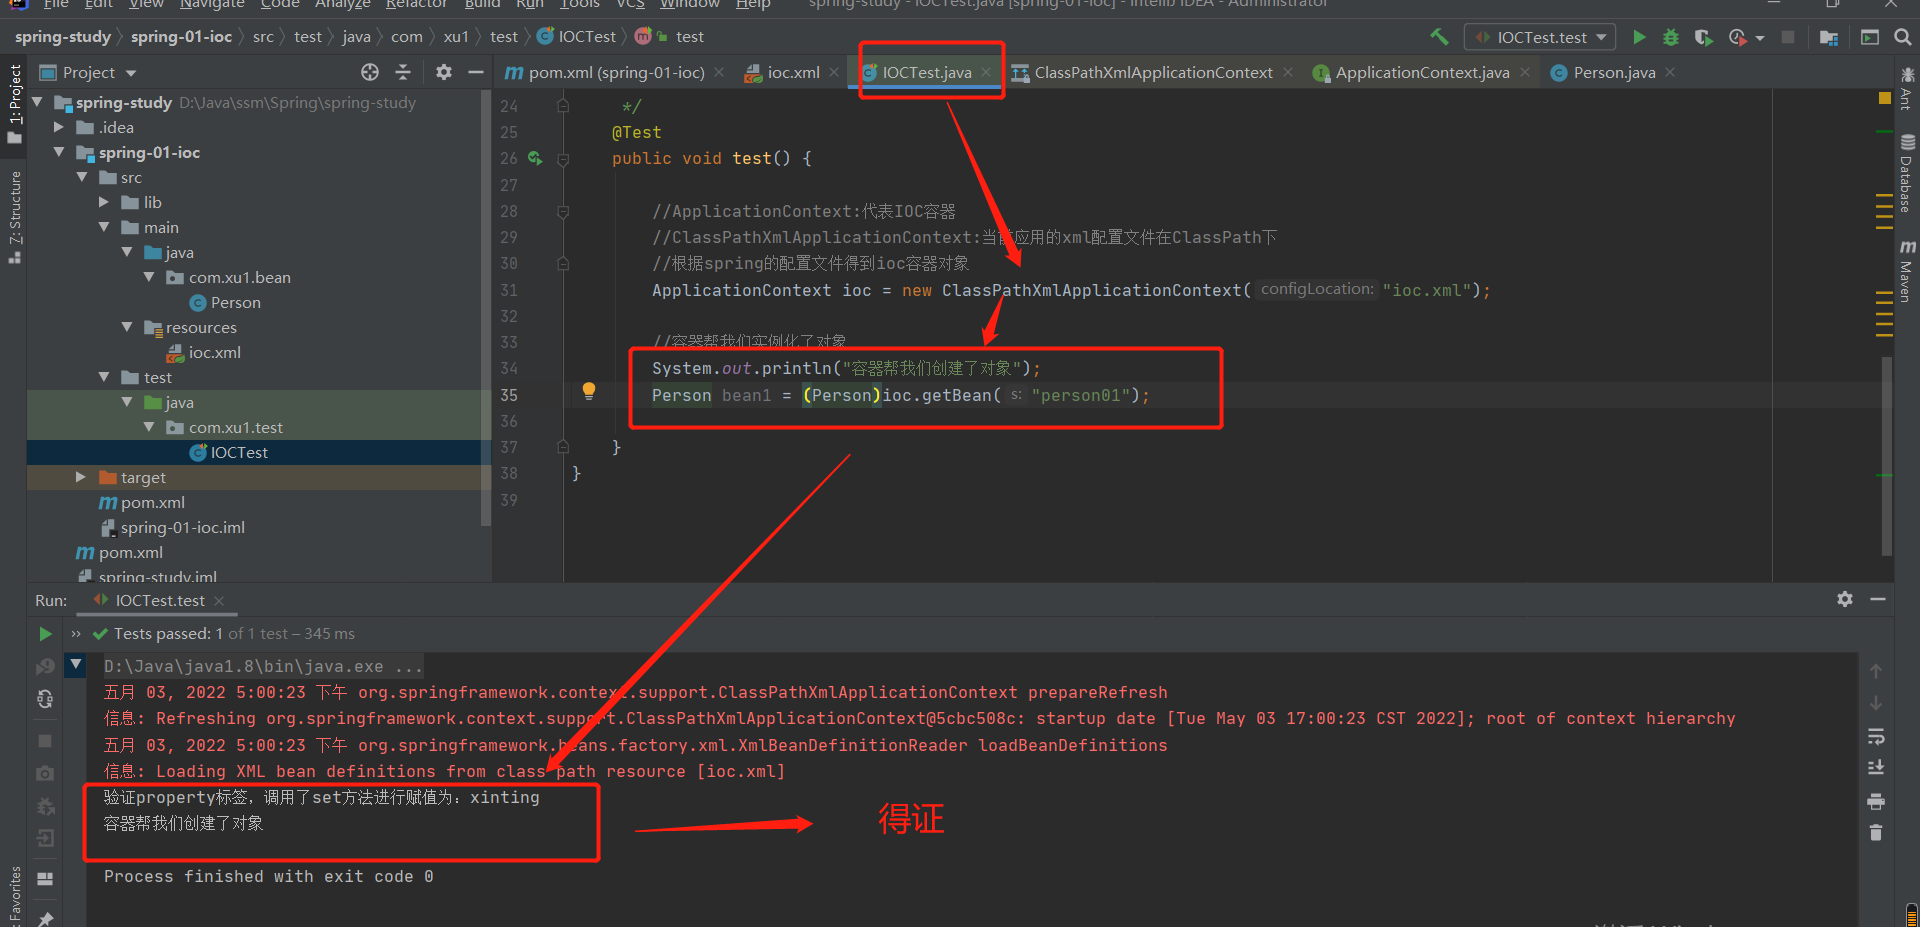 File Edit View Navigate Code Analyze Refactor Build Run Tools VCS Window Help spring-study - IOCTest.java [spring-01-ioc] - IntelliJ IDEA - Administrator
spring-study spring-01-ioc src test java com xu1 test IOCTest test IOCTest.test
Project
pom.xml (spring-01-ioc) ioc.xml IOCTest.java ClassPathXmlApplicationContext ApplicationContext.java Person.java
1: Project
7: Structure
Favorites
spring-study D:\Java\ssm\Spring\spring-study
.idea
spring-01-ioc
src
lib
main
java
com.xu1.bean
Person
resources
ioc.xml
test
java
com.xu1.test
IOCTest
target
pom.xml
spring-01-ioc.iml
pom.xml
spring-study.iml
24 */
25 @Test
26 public void test() {
27
28 //ApplicationContext:代表IOC容器
29 //ClassPathXmlApplicationContext:当前应用的xml配置文件在ClassPath下
30 //根据spring的配置文件得到ioc容器对象
31 ApplicationContext ioc = new ClassPathXmlApplicationContext( configLocation: "ioc.xml");
32
33 //容器帮我们实例化了对象
34 System.out.println("容器帮我们创建了对象");
35 Person bean1 = (Person)ioc.getBean( s: "person01");
36
37 }
38 }
39
Ant
Database
Maven
Run: IOCTest.test
Tests passed: 1 of 1 test – 345 ms
D:\Java\java1.8\bin\java.exe ...
五月 03, 2022 5:00:23 下午 org.springframework.context.support.ClassPathXmlApplicationContext prepareRefresh
信息: Refreshing org.springframework.context.support.ClassPathXmlApplicationContext@5cbc508c: startup date [Tue May 03 17:00:23 CST 2022]; root of context hierarchy
五月 03, 2022 5:00:23 下午 org.springframework.beans.factory.xml.XmlBeanDefinitionReader loadBeanDefinitions
信息: Loading XML bean definitions from class path resource [ioc.xml]
验证property标签，调用了set方法进行赋值为：xinting
容器帮我们创建了对象
得证
Process finished with exit code 0